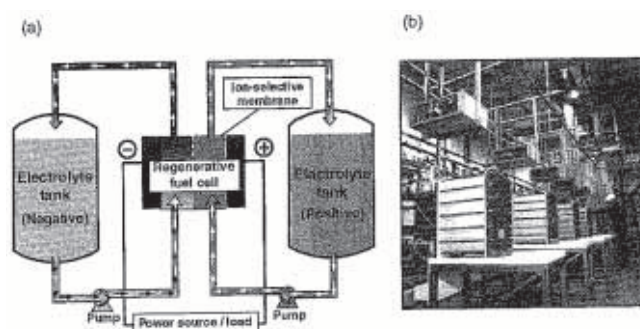 (a)
(b)
Ion-selective
membrane
⊖
⊕
Regenerative
fuel cell
Electrolyte
tank
(Negative)
Electrolyte
tank
(Positive)
Pump
Pump
Power source / load